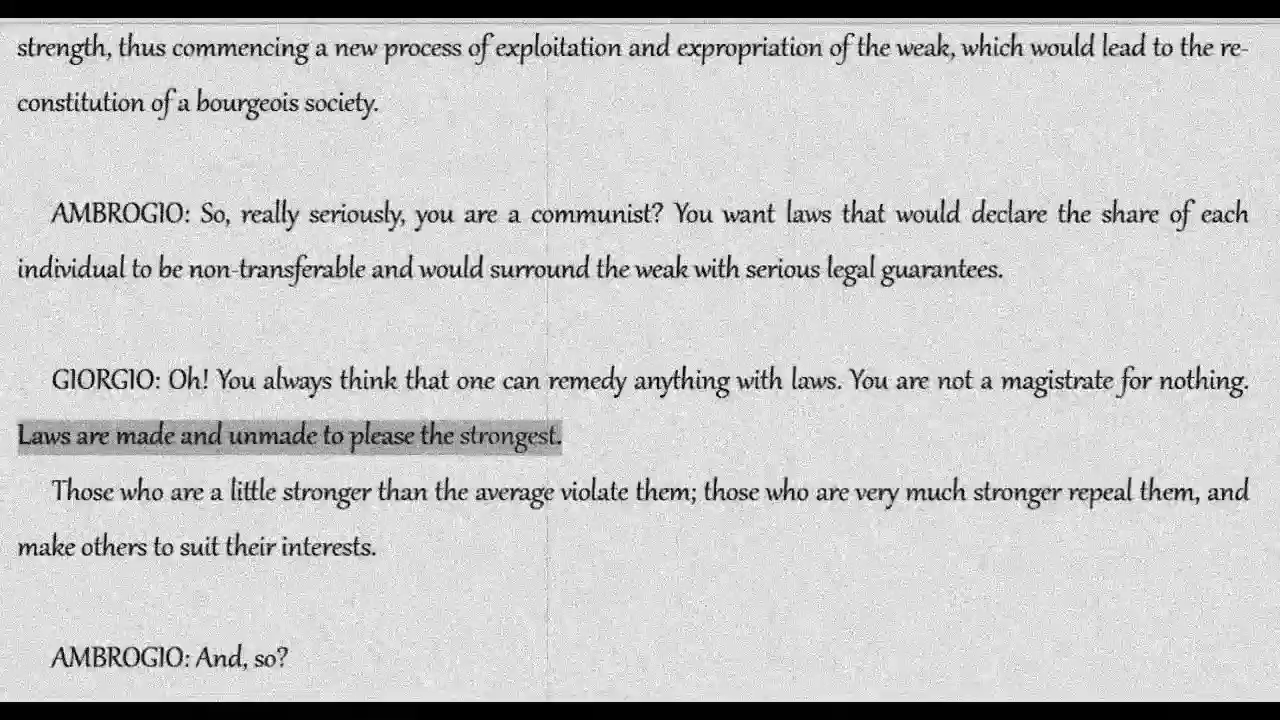 strength, thus commencing a new process of exploitation and expropriation of the weak, which would lead to the re-
constitution of a bourgeois society.
AMBROGIO: So, really seriously, you are a communist? You want laws that would declare the share of each
individual to be non-transferable and would surround the weak with serious legal guarantees.
GIORGIO: Oh! You always think that one can remedy anything with laws. You are not a magistrate for nothing.
Laws are made and unmade to please the strongest.
Those who are a little stronger than the average violate them; those who are very much stronger repeal them, and
make others to suit their interests.
AMBROGIO: And, so?